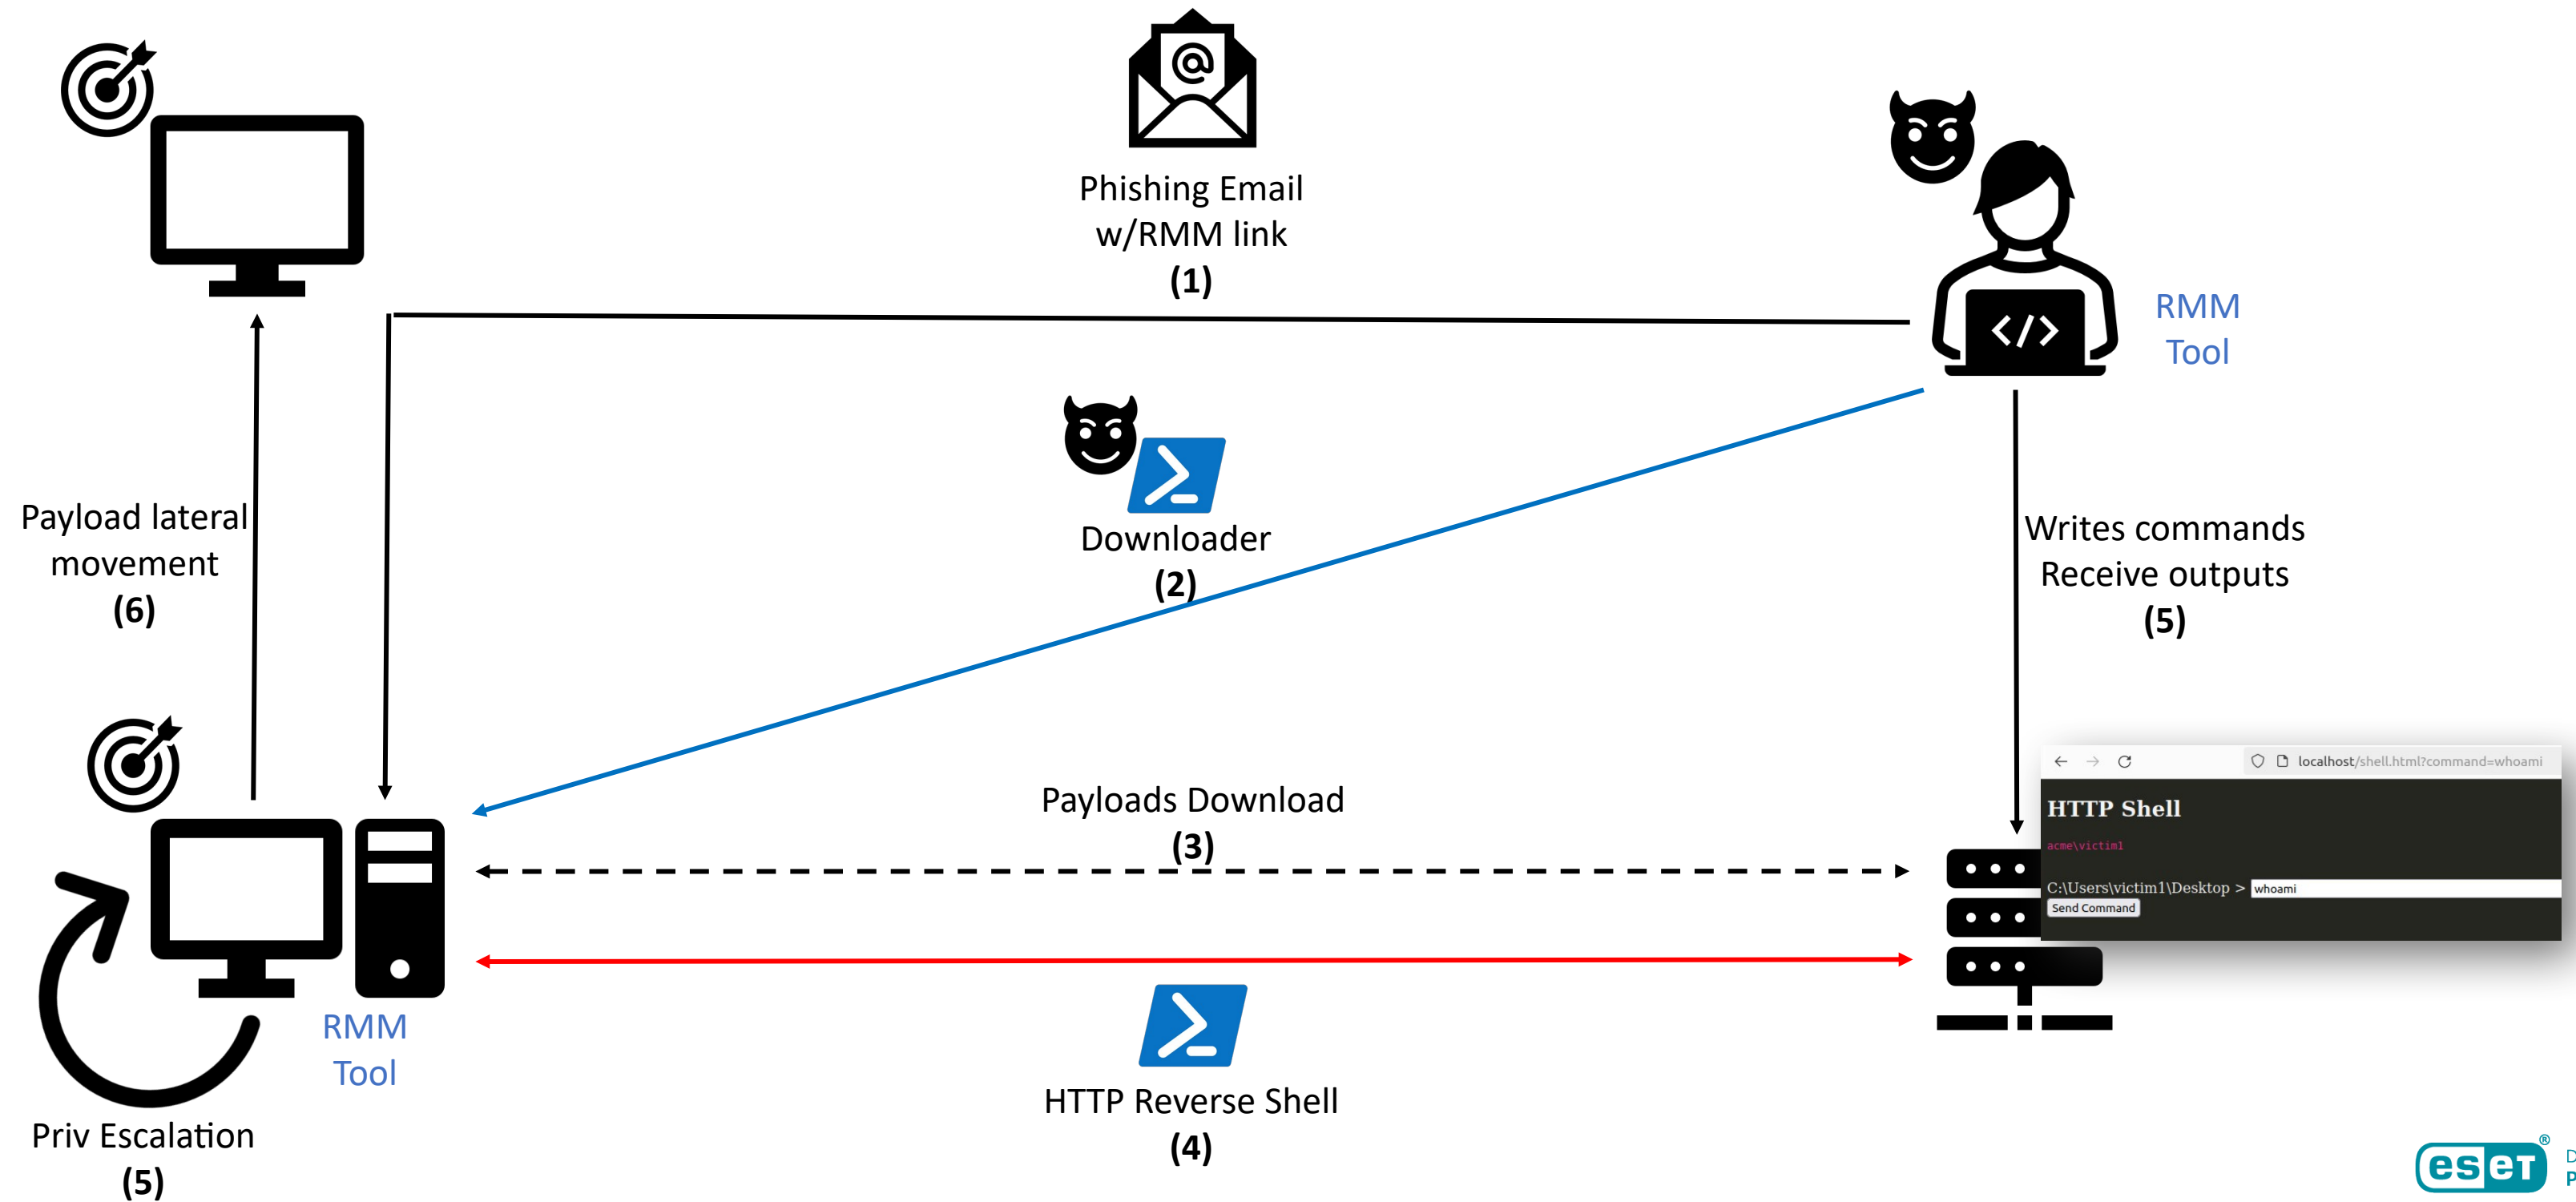 Phishing Email
w/RMM link
(1)
RMM
Tool
Downloader
(2)
Payload lateral
movement
(6)
Writes commands
Receive outputs
(5)
Payloads Download
(3)
localhost/shell.html?command=whoami
HTTP Shell
acme\victim1
C:\Users\victim1\Desktop > whoami
Send Command
RMM
Tool
HTTP Reverse Shell
(4)
Priv Escalation
(5)
eset®